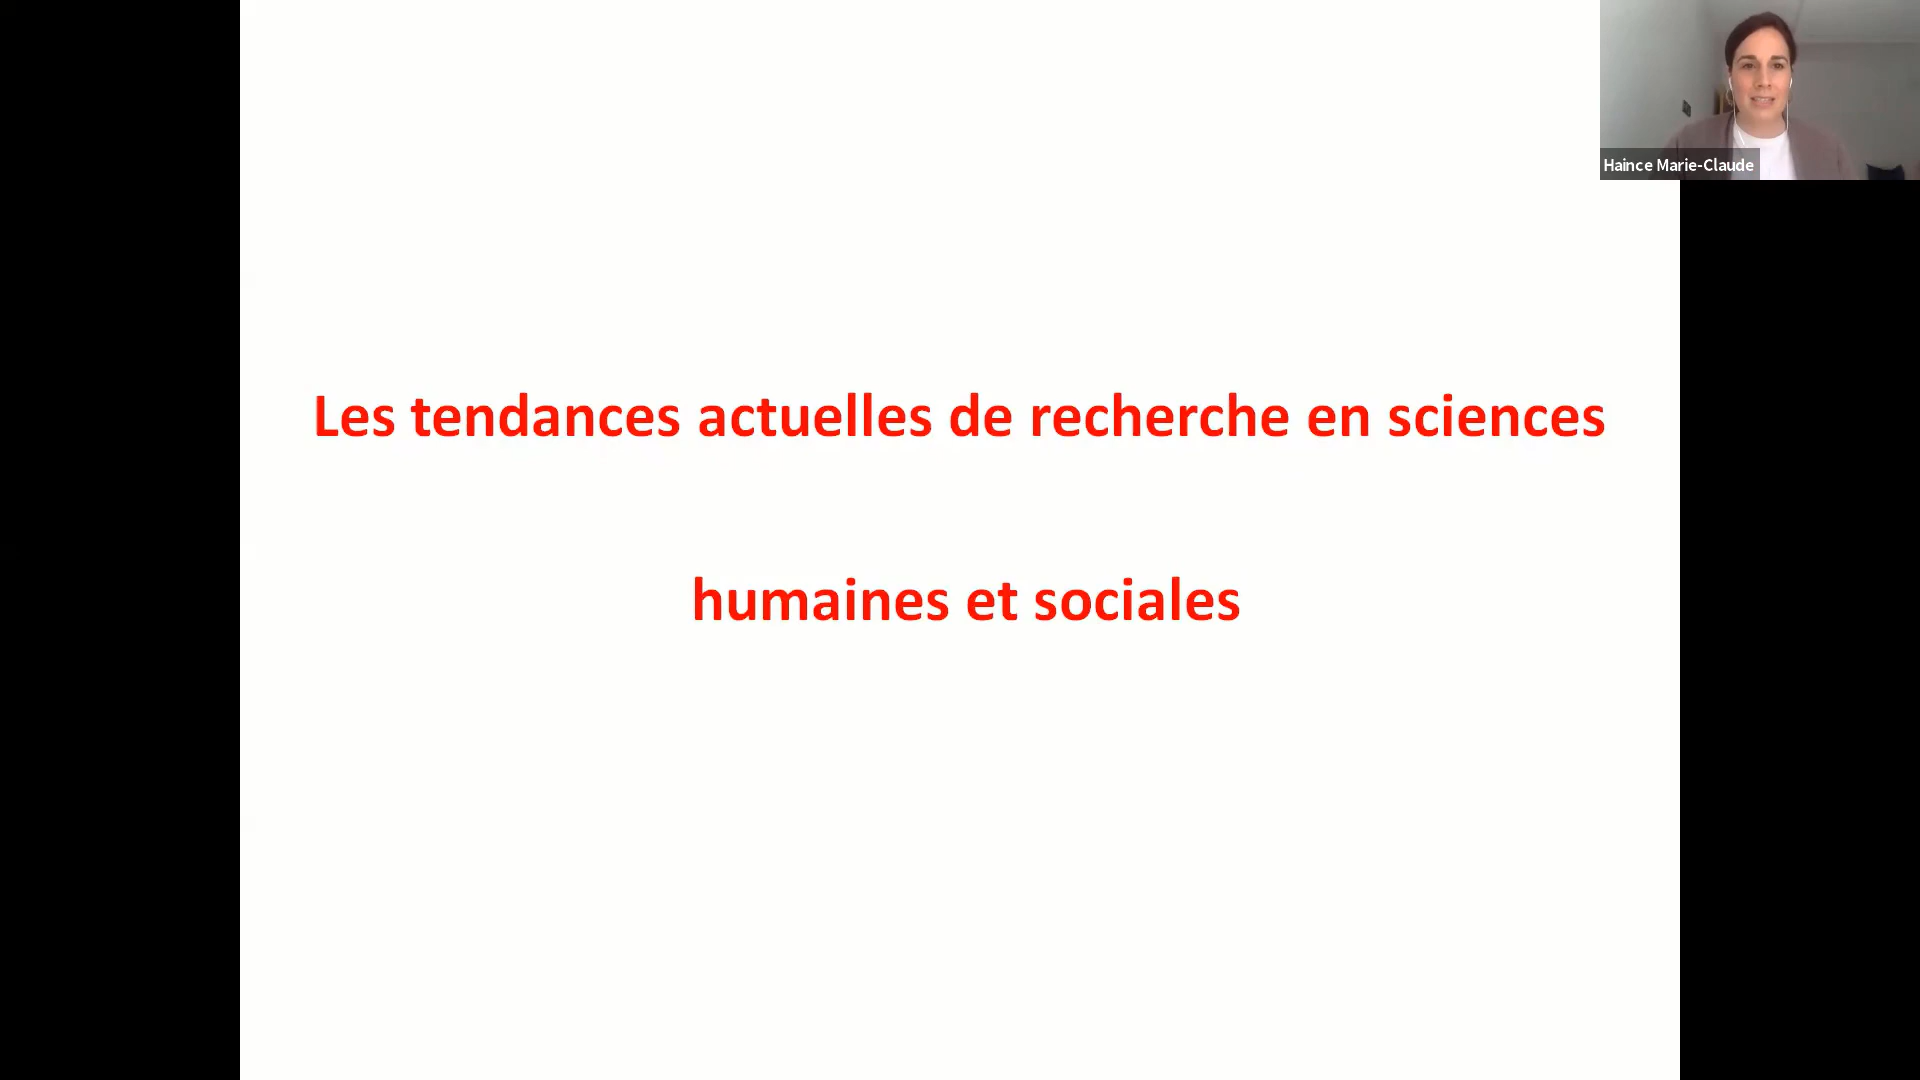 Haince Marie-Claude
Les tendances actuelles de recherche en sciences
humaines et sociales